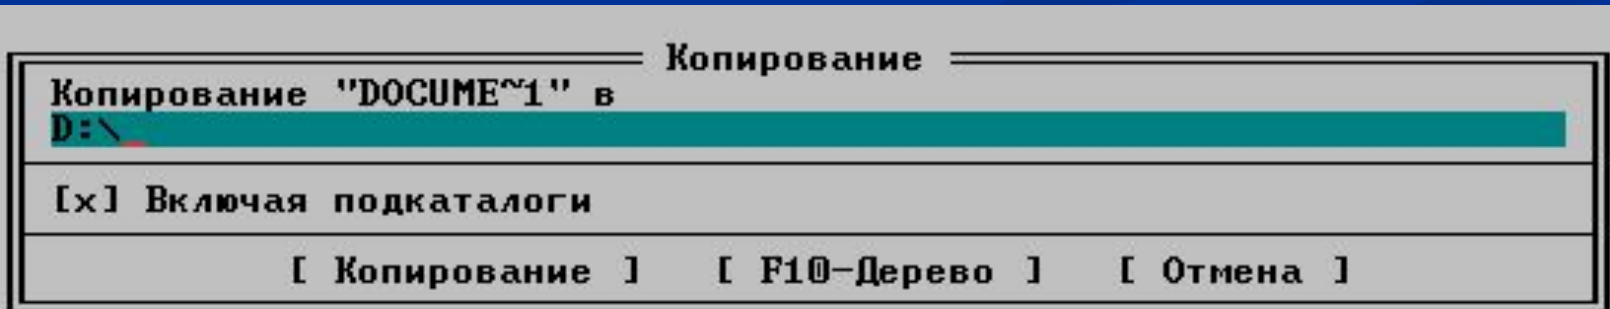 Копирование
Копирование "DOCUME~1" в
D:\_
[x] Включая подкаталоги
[ Копирование ] [ F10-Дерево ] [ Отмена ]